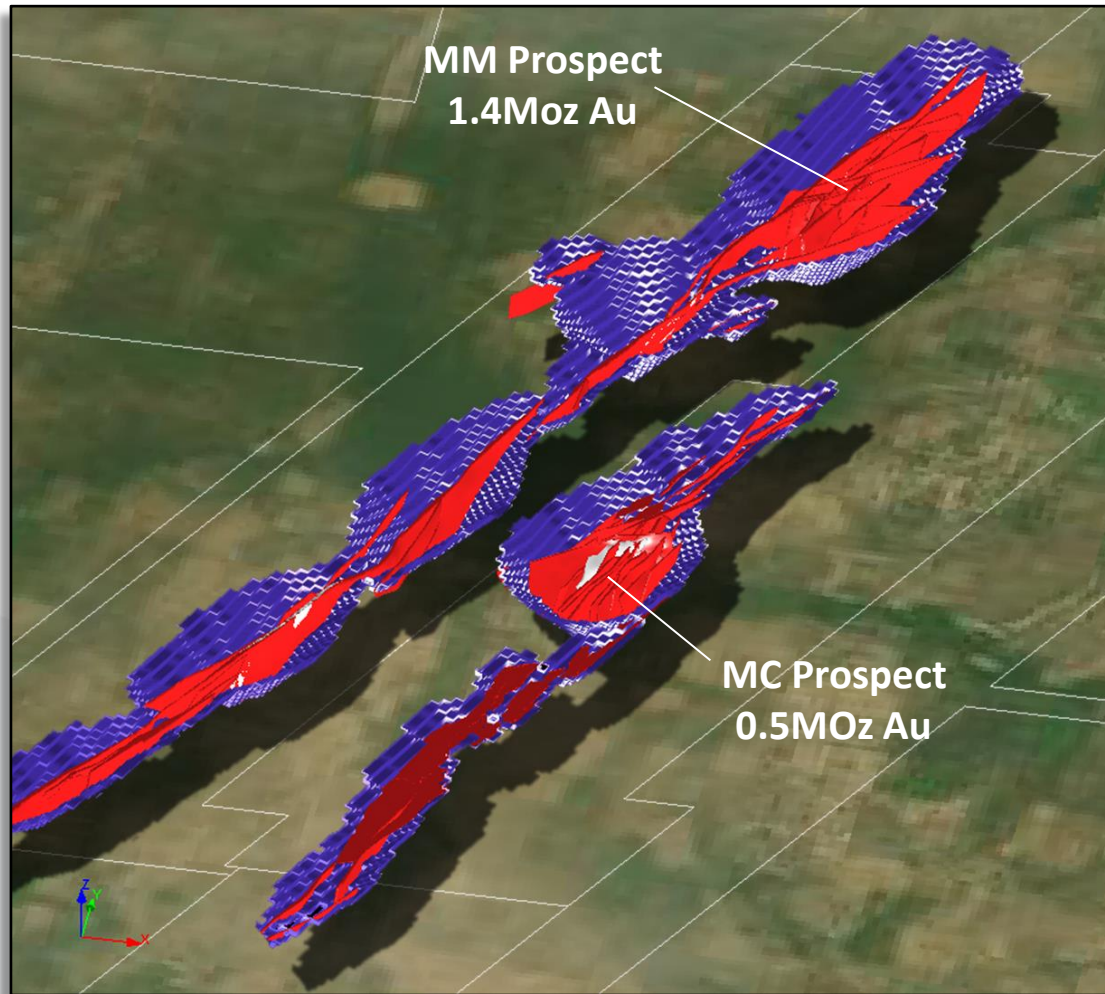 MM Prospect
1.4Moz Au
MC Prospect
0.5MOz Au
Z
Y
X